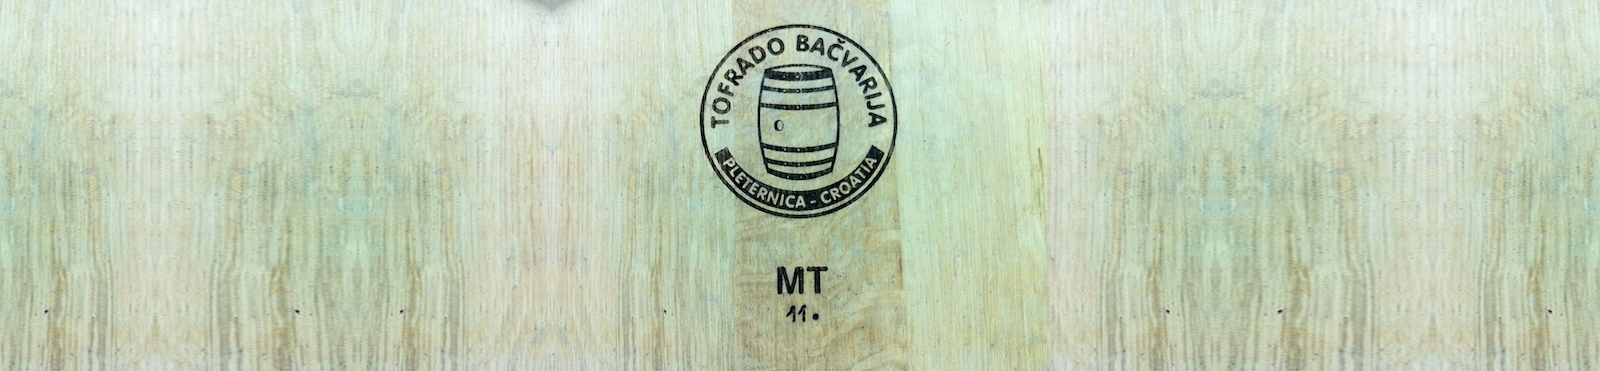 TOFRADO BAČVARIJA
PLETERNICA - CROATIA
MT
11.